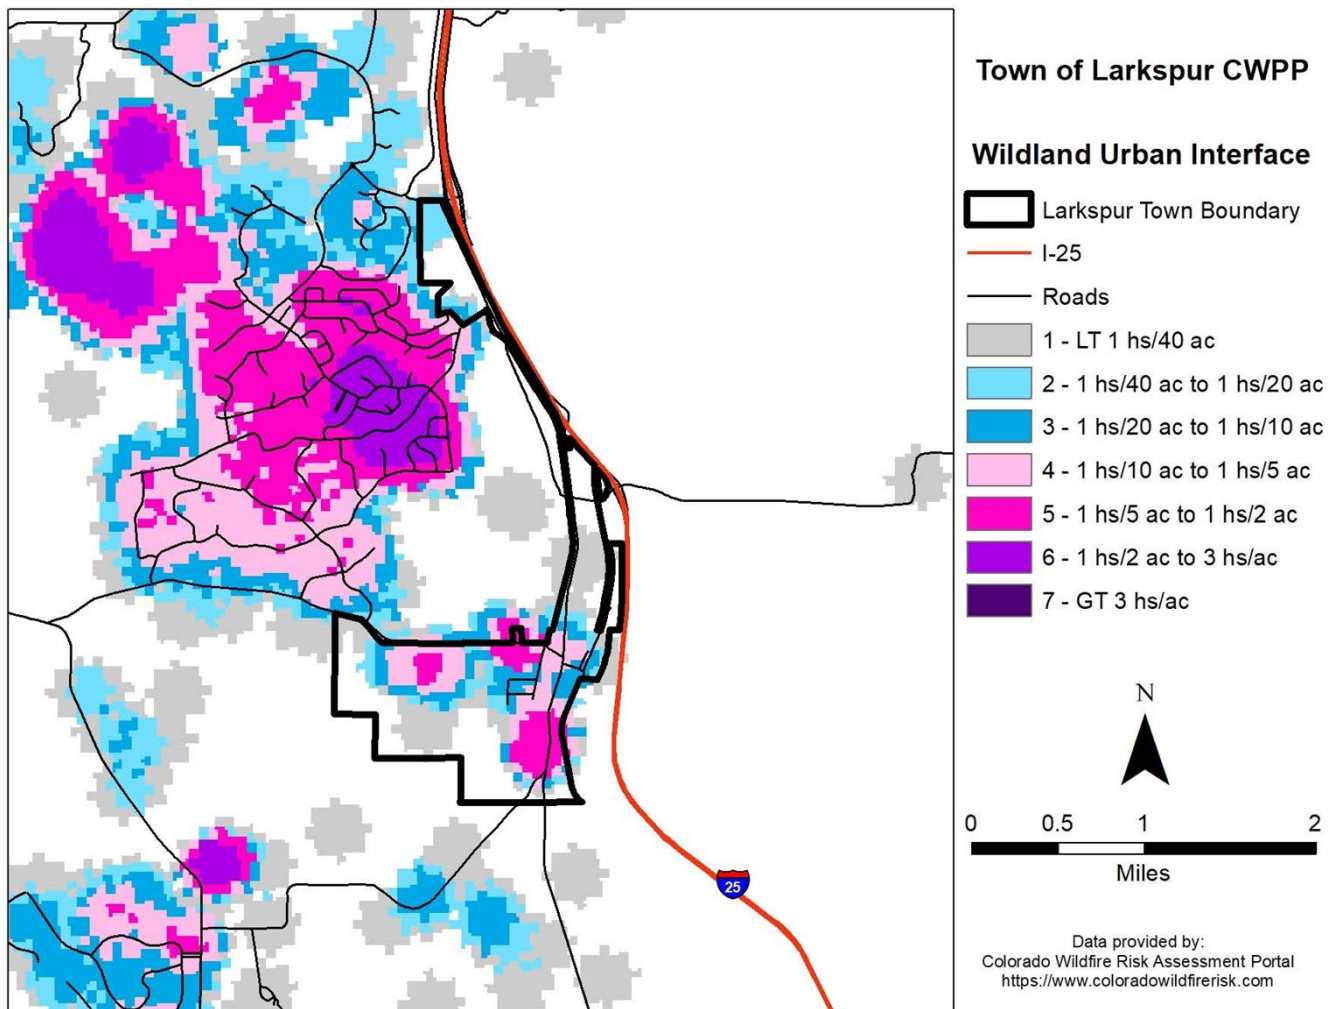 Town of Larkspur CWPP
Wildland Urban Interface
Larkspur Town Boundary
I-25
Roads
1 - LT 1 hs/40 ac
2 - 1 hs/40 ac to 1 hs/20 ac
3 - 1 hs/20 ac to 1 hs/10 ac
4 - 1 hs/10 ac to 1 hs/5 ac
5 - 1 hs/5 ac to 1 hs/2 ac
6 - 1 hs/2 ac to 3 hs/ac
7 - GT 3 hs/ac
N
0 0.5 1 2
Miles
25
Data provided by:
Colorado Wildfire Risk Assessment Portal
https://www.coloradowildfirerisk.com